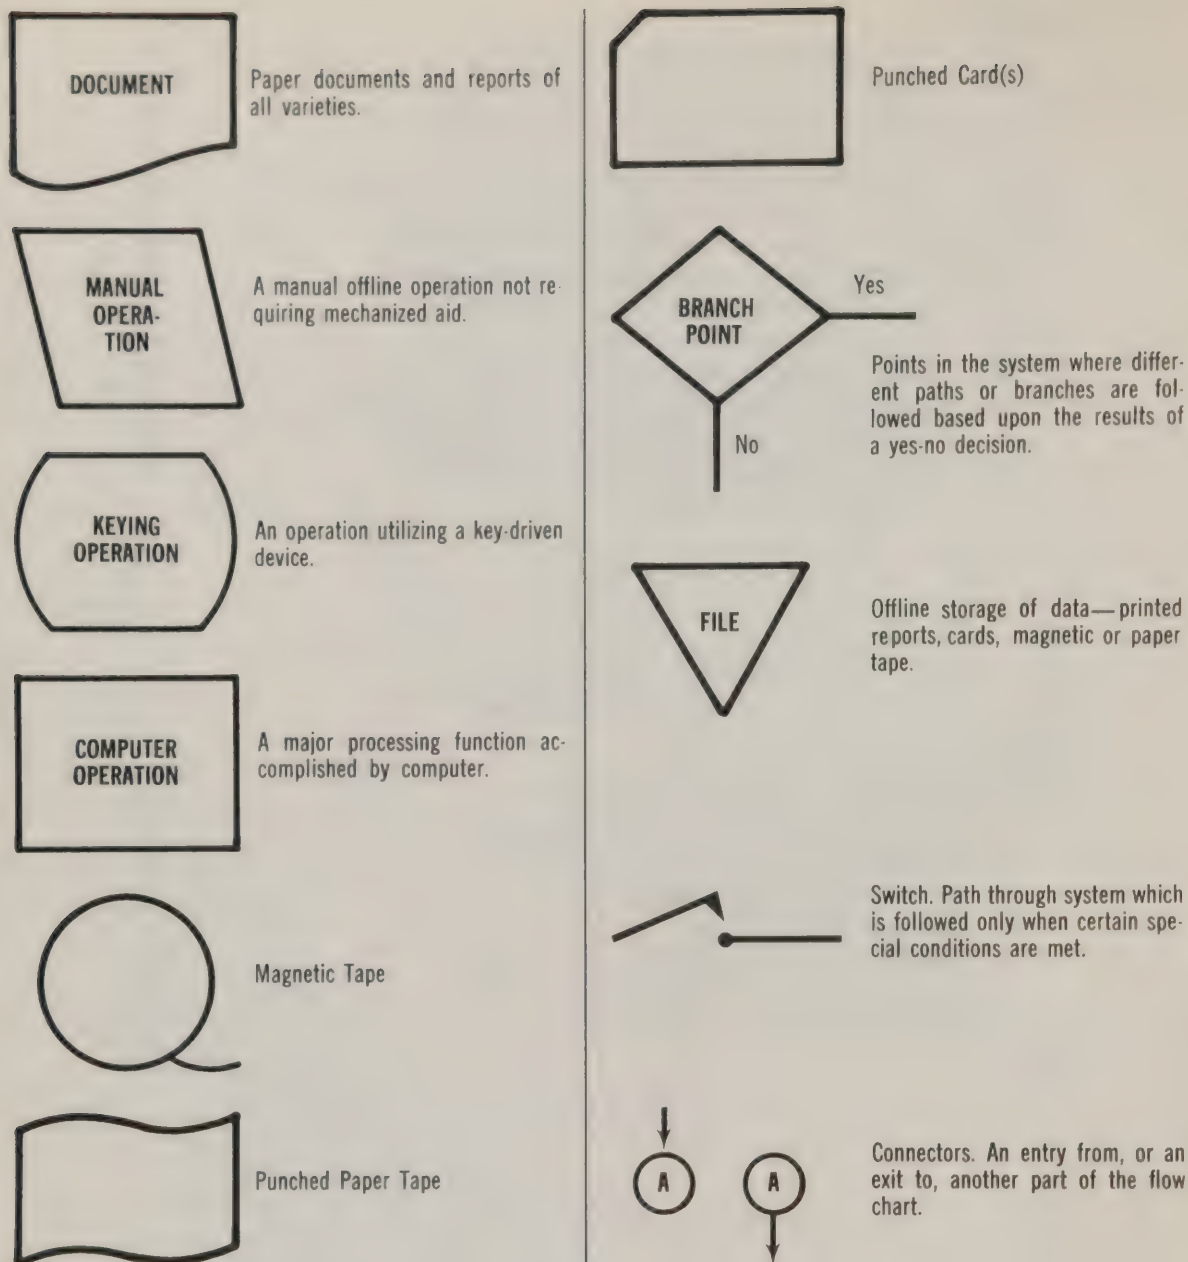 DOCUMENT
Paper documents and reports of
all varieties.
MANUAL
OPERA-
TION
A manual offline operation not re-
quiring mechanized aid.
KEYING
OPERATION
An operation utilizing a key-driven
device.
COMPUTER
OPERATION
A major processing function ac-
complished by computer.
Magnetic Tape
Punched Paper Tape
Punched Card(s)
BRANCH
POINT
Yes
No
Points in the system where differ-
ent paths or branches are fol-
lowed based upon the results of
a yes-no decision.
FILE
Offline storage of data—printed
reports, cards, magnetic or paper
tape.
Switch. Path through system which
is followed only when certain spe-
cial conditions are met.
A
A
Connectors. An entry from, or an
exit to, another part of the flow
chart.